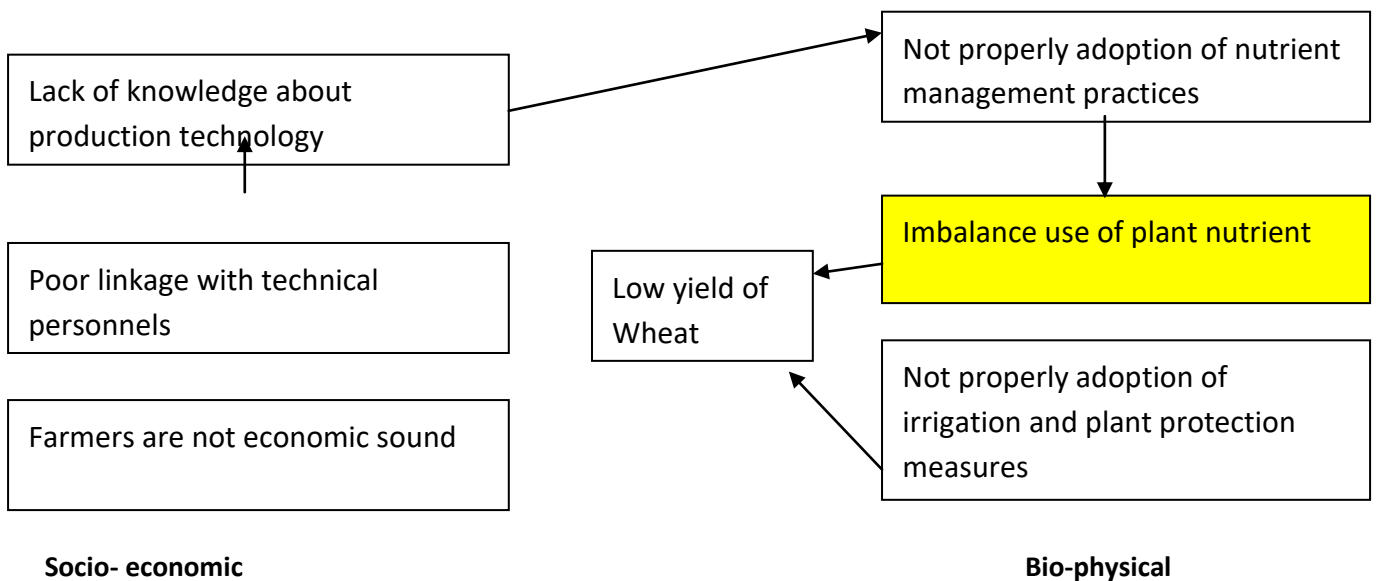 Lack of knowledge about
production technology
Poor linkage with technical
personnels
Farmers are not economic sound
Low yield of
Wheat
Not properly adoption of nutrient
management practices
Imbalance use of plant nutrient
Not properly adoption of
irrigation and plant protection
measures
Socio- economic
Bio-physical